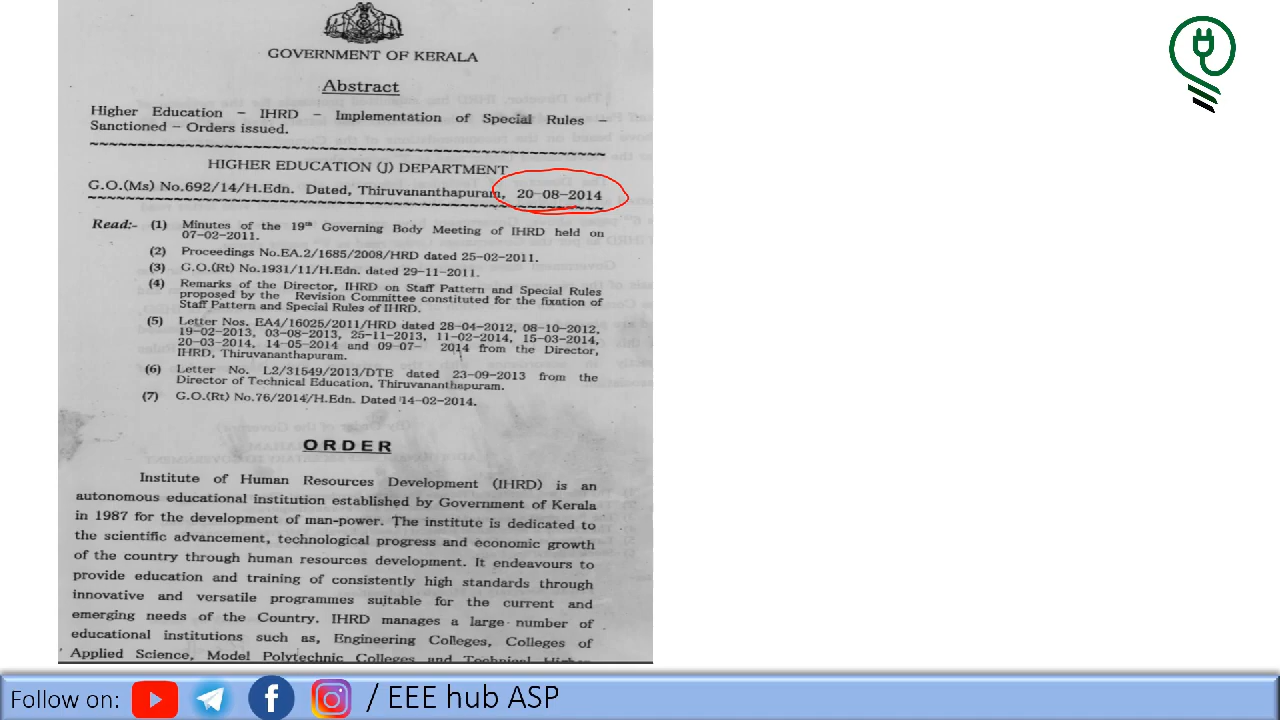 GOVERNMENT OF KERALA
Abstract
Higher Education – IHRD – Implementation of Special Rules –
Sanctioned – Orders issued.
HIGHER EDUCATION (J) DEPARTMENT
G.O.(Ms) No.692/14/H.Edn. Dated, Thiruvananthapuram, 20-08-2014
Read:- (1) Minutes of the 19th Governing Body Meeting of IHRD held on
07-02-2011.
(2) Proceedings No.EA.2/1685/2008/HRD dated 25-02-2011.
(3) G.O.(Rt) No.1931/11/H.Edn. dated 29-11-2011.
(4) Remarks of the Director, IHRD on Staff Pattern and Special Rules
proposed by the Revision Committee constituted for the fixation of
Staff Pattern and Special Rules of IHRD.
(5) Letter Nos. EA4/16025/2011/HRD dated 28-04-2012, 08-10-2012,
19-02-2013, 03-08-2013, 25-11-2013, 11-02-2014, 15-03-2014,
20-03-2014, 14-05-2014 and 09-07- 2014 from the Director,
IHRD, Thiruvananthapuram.
(6) Letter No. L2/31549/2013/DTE dated 23-09-2013 from the
Director of Technical Education, Thiruvananthapuram.
(7) G.O.(Rt) No.76/2014/H.Edn. Dated 14-02-2014.
ORDER
Institute of Human Resources Development (IHRD) is an
autonomous educational institution established by Government of Kerala
in 1987 for the development of man-power. The institute is dedicated to
the scientific advancement, technological progress and economic growth
of the country through human resources development. It endeavours to
provide education and training of consistently high standards through
innovative and versatile programmes suitable for the current and
emerging needs of the Country. IHRD manages a large number of
educational institutions such as, Engineering Colleges, Colleges of
Applied Science, Model Polytechnic Colleges and Technical Higher
Follow on: / EEE hub ASP